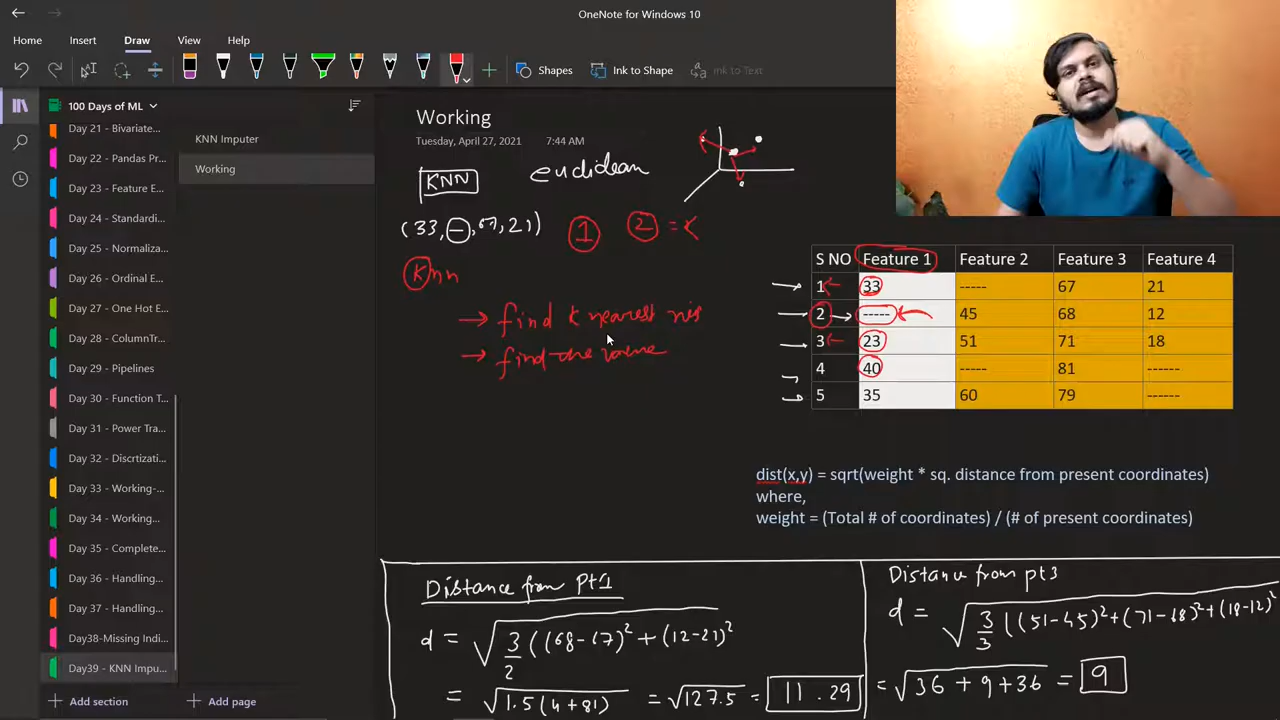 OneNote for Windows 10
Home Insert Draw View Help
Shapes Ink to Shape Ink to Text
100 Days of ML
Day 21 - Bivariate...
Day 22 - Pandas Pr...
Day 23 - Feature E...
Day 24 - Standardi...
Day 25 - Normaliza...
Day 26 - Ordinal E...
Day 27 - One Hot E...
Day 28 - ColumnTr...
Day 29 - Pipelines
Day 30 - Function T...
Day 31 - Power Tra...
Day 32 - Discrtizati...
Day 33 - Working-...
Day 34 - Working...
Day 35 - Complete...
Day 36 - Handling...
Day 37 - Handling...
Day38-Missing Indi...
Day39 - KNN Impu...
Add section
KNN Imputer
Working
Add page
Working
Tuesday, April 27, 2021 7:44 AM
KNN euclidean
(33, —, 67, 21) 1 2 = K
Knn
→ find K nearest
→ find the value
S NO Feature 1 Feature 2 Feature 3 Feature 4
1 33 ----- 67 21
2 ----- 45 68 12
3 23 51 71 18
4 40 ----- 81 ------
5 35 60 79 ------
dist(x,y) = sqrt(weight * sq. distance from present coordinates)
where,
weight = (Total # of coordinates) / (# of present coordinates)
Distance from Pt1
d = √3/2((68-67)²+(12-21)²
= √1.5(4+81) = √127.5 = 11.29
Distance from pt3
d = √3/3((51-45)²+(71-68)²+(18-12)²
= √36+9+36 = 9